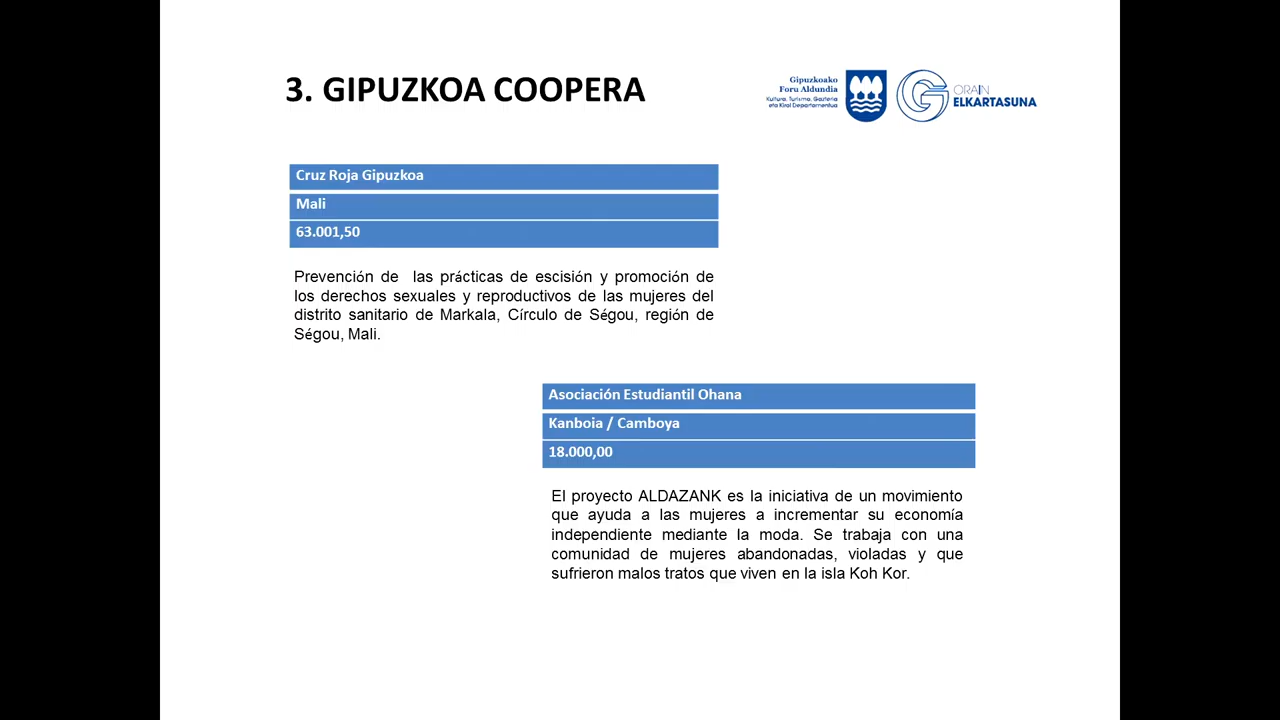 3. GIPUZKOA COOPERA
Gipuzkoako
Foru Aldundia
Kultura, Turismo, Gazteria
eta Kirol Departamentua
ORAIN
ELKARTASUNA
Cruz Roja Gipuzkoa
Mali
63.001,50
Prevención de las prácticas de escisión y promoción de
los derechos sexuales y reproductivos de las mujeres del
distrito sanitario de Markala, Círculo de Ségou, región de
Ségou, Mali.
Asociación Estudiantil Ohana
Kanboia / Camboya
18.000,00
El proyecto ALDAZANK es la iniciativa de un movimiento
que ayuda a las mujeres a incrementar su economía
independiente mediante la moda. Se trabaja con una
comunidad de mujeres abandonadas, violadas y que
sufrieron malos tratos que viven en la isla Koh Kor.